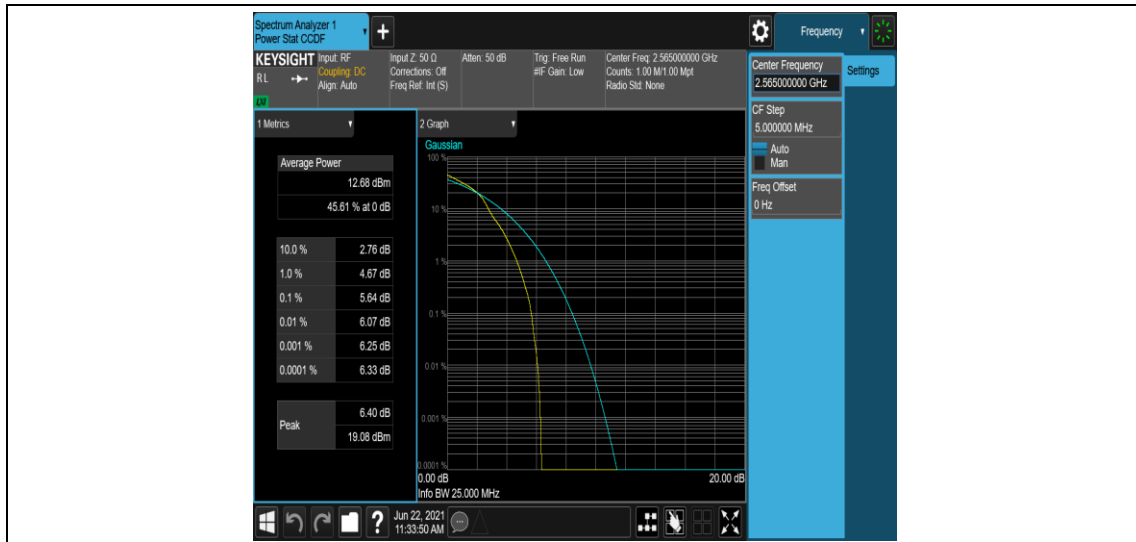 Spectrum Analyzer 1
Power Stat CCDF
+
Frequency
KEYSIGHT
RL
LXI
Input: RF
Coupling: DC
Align: Auto
Input Z: 50 Ω
Corrections: Off
Freq Ref: Int (S)
Atten: 50 dB
Trig: Free Run
#IF Gain: Low
Center Freq: 2.565000000 GHz
Counts: 1.00 M/1.00 Mpt
Radio Std: None
Center Frequency
2.565000000 GHz
Settings
CF Step
5.000000 MHz
Auto
Man
Freq Offset
0 Hz
1 Metrics
Average Power
12.68 dBm
45.61 % at 0 dB
10.0 % 2.76 dB
1.0 % 4.67 dB
0.1 % 5.64 dB
0.01 % 6.07 dB
0.001 % 6.25 dB
0.0001 % 6.33 dB
Peak
6.40 dB
19.08 dBm
2 Graph
Gaussian
100 %
10 %
1 %
0.1 %
0.01 %
0.001 %
0.0001 %
0.00 dB 20.00 dB
Info BW 25.000 MHz
?
Jun 22, 2021
11:33:50 AM